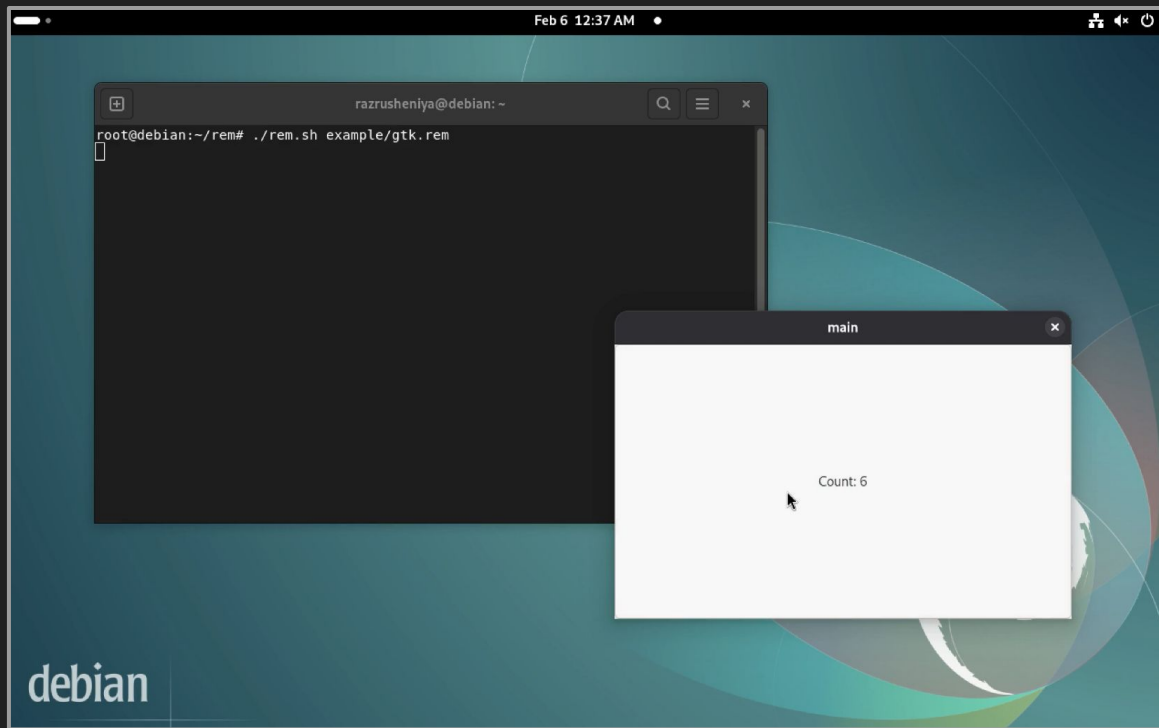 Feb 6 12:37 AM
razrusheniya@debian: ~
root@debian:~/rem# ./rem.sh example/gtk.rem
main
Count: 6
debian